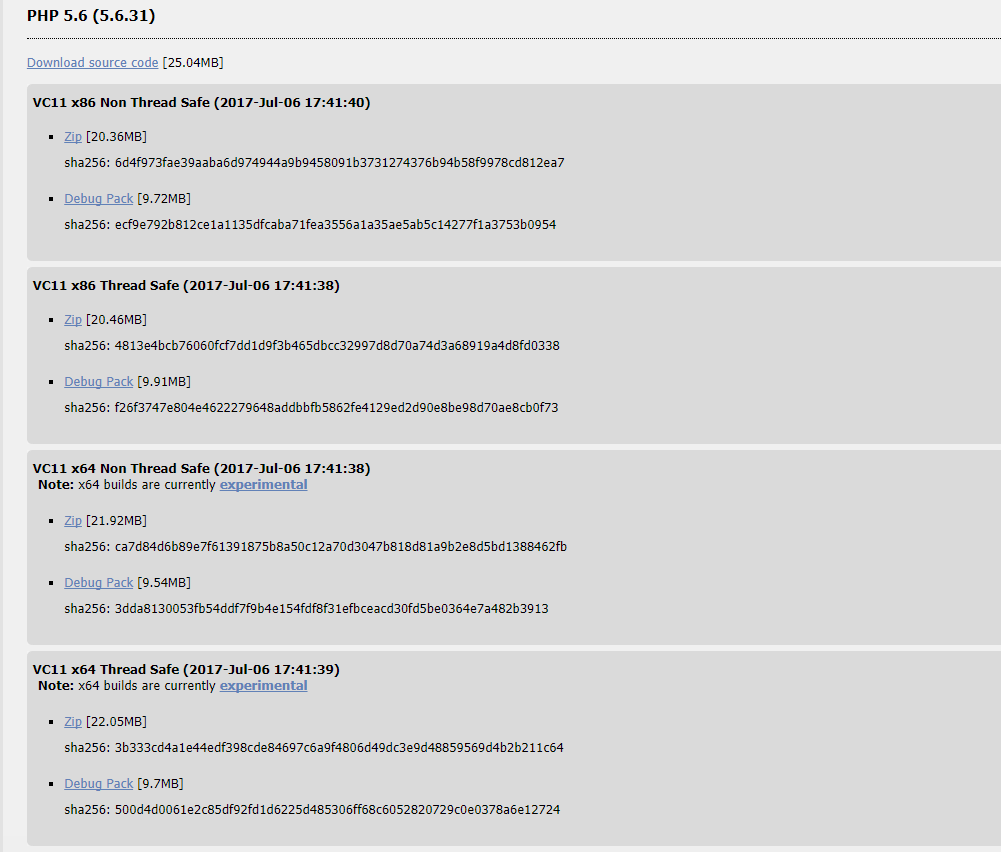 PHP 5.6 (5.6.31)
Download source code [25.04MB]
VC11 x86 Non Thread Safe (2017-Jul-06 17:41:40)
Zip [20.36MB]
sha256: 6d4f973fae39aaba6d974944a9b9458091b3731274376b94b58f9978cd812ea7
Debug Pack [9.72MB]
sha256: ecf9e792b812ce1a1135dfcaba71fea3556a1a35ae5ab5c14277f1a3753b0954
VC11 x86 Thread Safe (2017-Jul-06 17:41:38)
Zip [20.46MB]
sha256: 4813e4bcb76060fcf7dd1d9f3b465dbcc32997d8d70a74d3a68919a4d8fd0338
Debug Pack [9.91MB]
sha256: f26f3747e804e4622279648addbbfb5862fe4129ed2d90e8be98d70ae8cb0f73
VC11 x64 Non Thread Safe (2017-Jul-06 17:41:38)
Note: x64 builds are currently experimental
Zip [21.92MB]
sha256: ca7d84d6b89e7f61391875b8a50c12a70d3047b818d81a9b2e8d5bd1388462fb
Debug Pack [9.54MB]
sha256: 3dda8130053fb54ddf7f9b4e154fdf8f31efbceacd30fd5be0364e7a482b3913
VC11 x64 Thread Safe (2017-Jul-06 17:41:39)
Note: x64 builds are currently experimental
Zip [22.05MB]
sha256: 3b333cd4a1e44edf398cde84697c6a9f4806d49dc3e9d48859569d4b2b211c64
Debug Pack [9.7MB]
sha256: 500d4d0061e2c85df92fd1d6225d485306ff68c6052820729c0e0378a6e12724